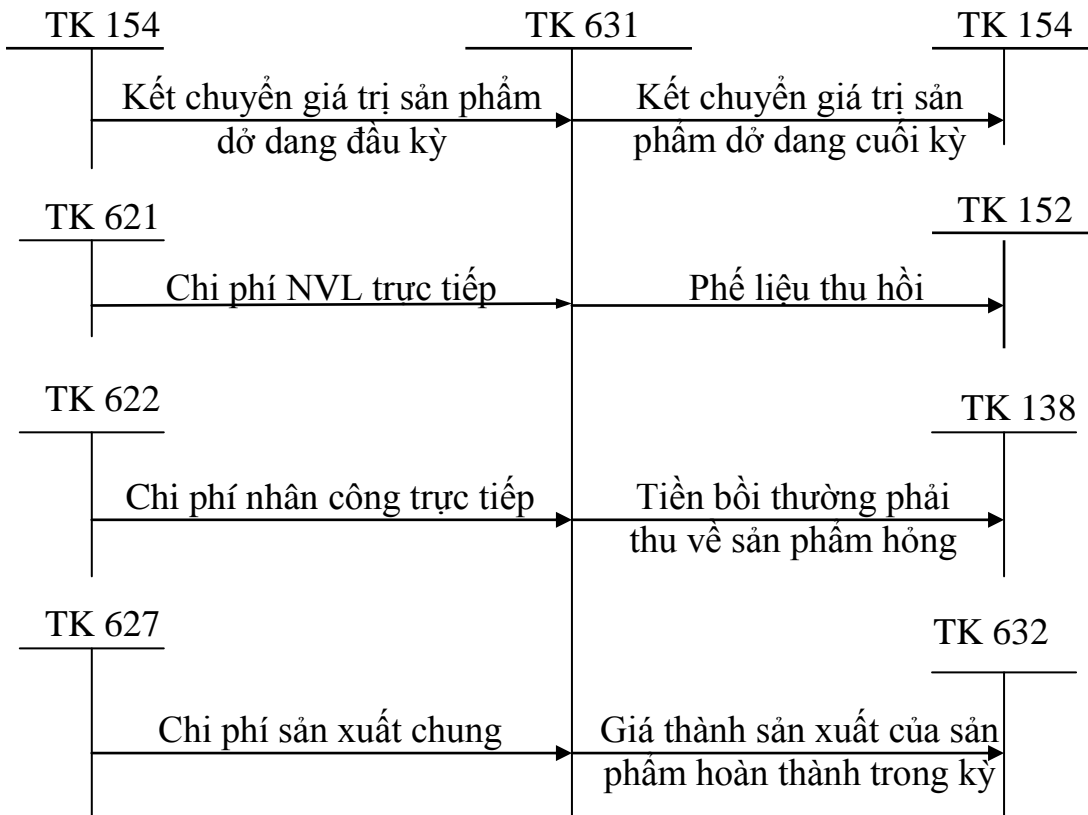 TK 154
TK 631
TK 154
Kết chuyển giá trị sản phẩm
dở dang đầu kỳ
Kết chuyển giá trị sản
phẩm dở dang cuối kỳ
TK 621
TK 152
Chi phí NVL trực tiếp
Phế liệu thu hồi
TK 622
TK 138
Chi phí nhân công trực tiếp
Tiền bồi thường phải
thu về sản phẩm hỏng
TK 627
TK 632
Chi phí sản xuất chung
Giá thành sản xuất của sản
phẩm hoàn thành trong kỳ